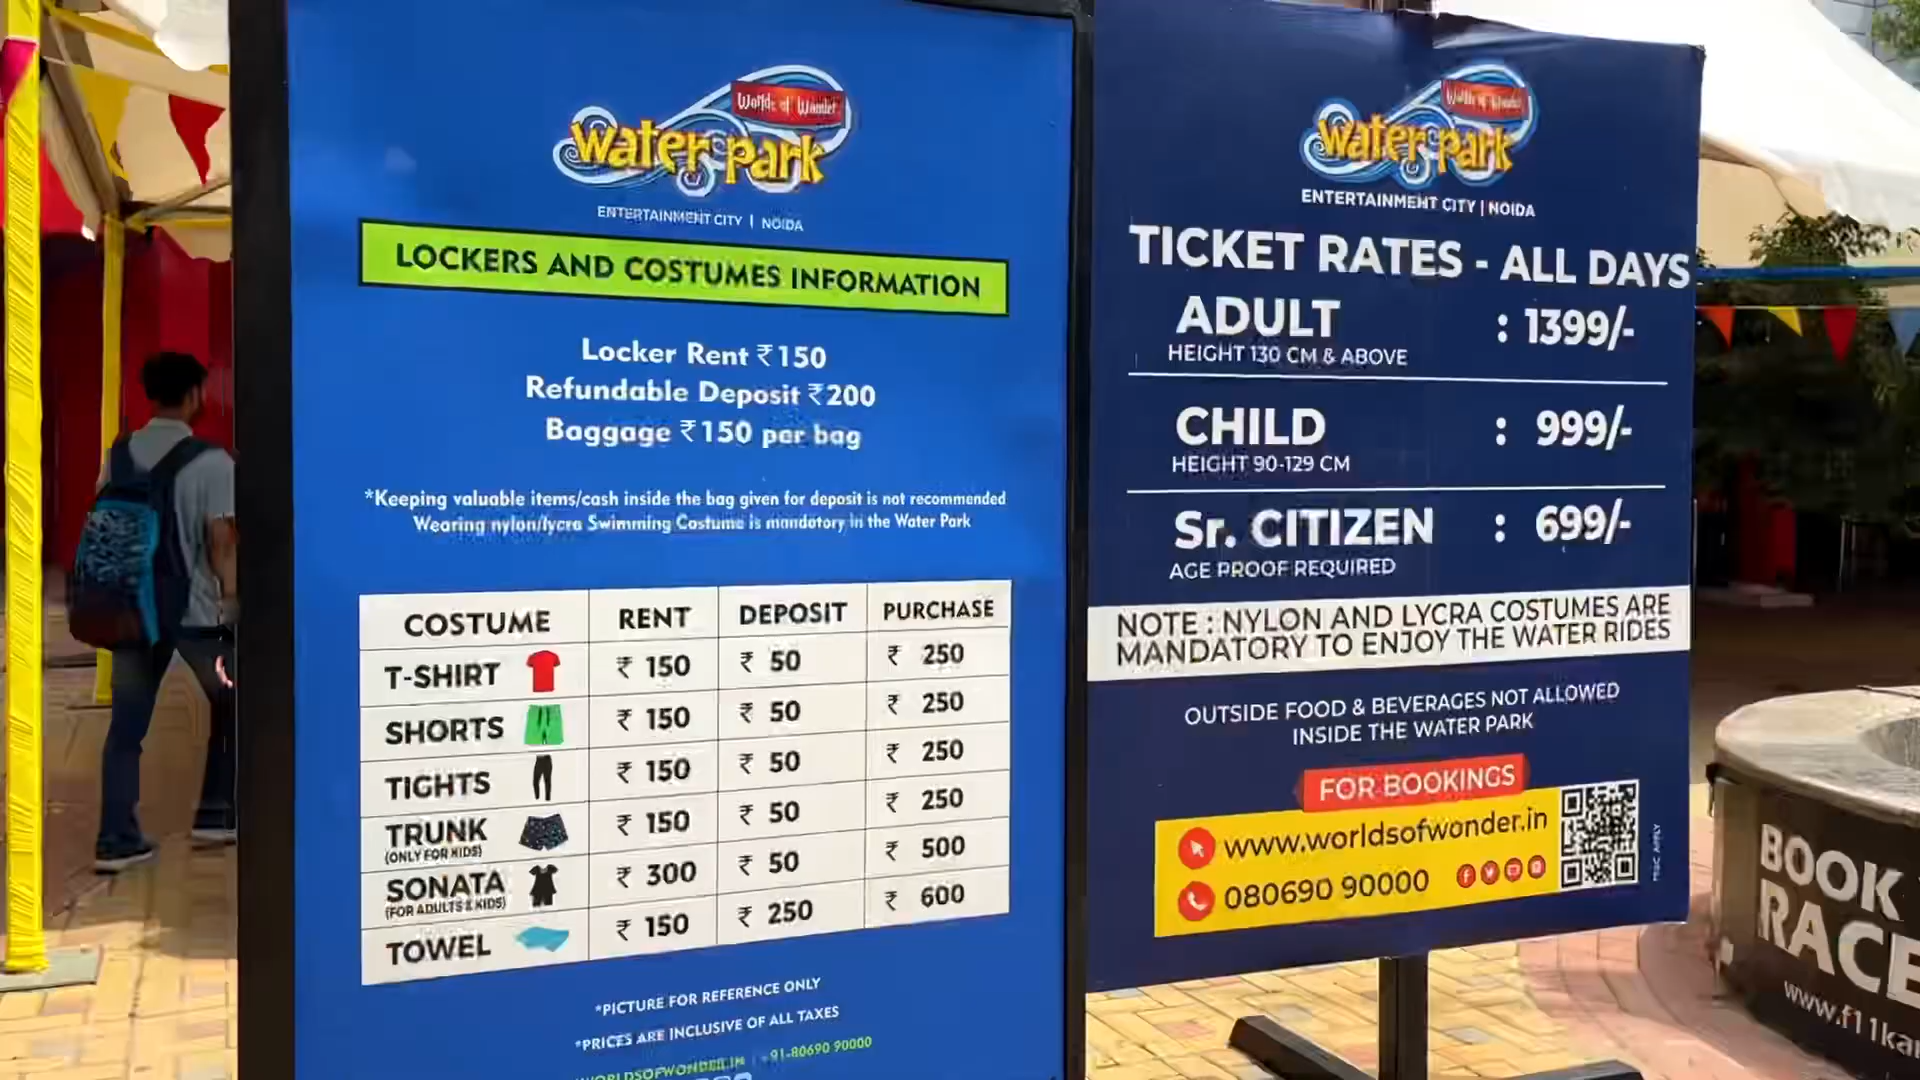 Worlds of Wonder
water park
ENTERTAINMENT CITY | NOIDA
LOCKERS AND COSTUMES INFORMATION
Locker Rent ₹150
Refundable Deposit ₹200
Baggage ₹150 per bag
*Keeping valuable items/cash inside the bag given for deposit is not recommended
Wearing nylon/lycra Swimming Costume is mandatory in the Water Park
COSTUME RENT DEPOSIT PURCHASE
T-SHIRT ₹ 150 ₹ 50 ₹ 250
SHORTS ₹ 150 ₹ 50 ₹ 250
TIGHTS ₹ 150 ₹ 50 ₹ 250
TRUNK ₹ 150 ₹ 50 ₹ 250
(ONLY FOR KIDS)
SONATA ₹ 300 ₹ 50 ₹ 500
(FOR ADULTS & KIDS)
TOWEL ₹ 150 ₹ 250 ₹ 600
*PICTURE FOR REFERENCE ONLY
*PRICES ARE INCLUSIVE OF ALL TAXES
WORLDSOFWONDER.IN | +91-80690 90000
Worlds of Wonder
water park
ENTERTAINMENT CITY | NOIDA
TICKET RATES - ALL DAYS
ADULT : 1399/-
HEIGHT 130 CM & ABOVE
CHILD : 999/-
HEIGHT 90-129 CM
Sr. CITIZEN : 699/-
AGE PROOF REQUIRED
NOTE : NYLON AND LYCRA COSTUMES ARE
MANDATORY TO ENJOY THE WATER RIDES
OUTSIDE FOOD & BEVERAGES NOT ALLOWED
INSIDE THE WATER PARK
FOR BOOKINGS
www.worldsofwonder.in
080690 90000
BOOK
RACE
www.f11ka